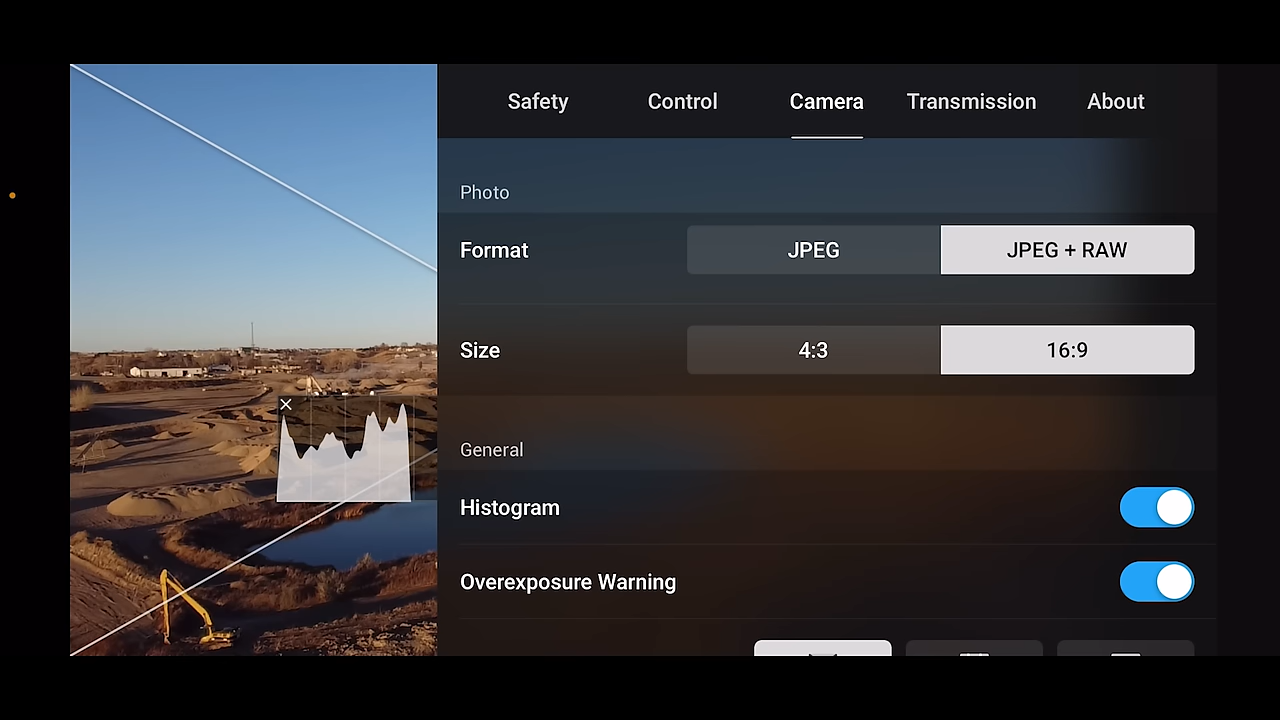 Safety Control Camera Transmission About
Photo
Format JPEG JPEG + RAW
Size 4:3 16:9
General
Histogram
Overexposure Warning